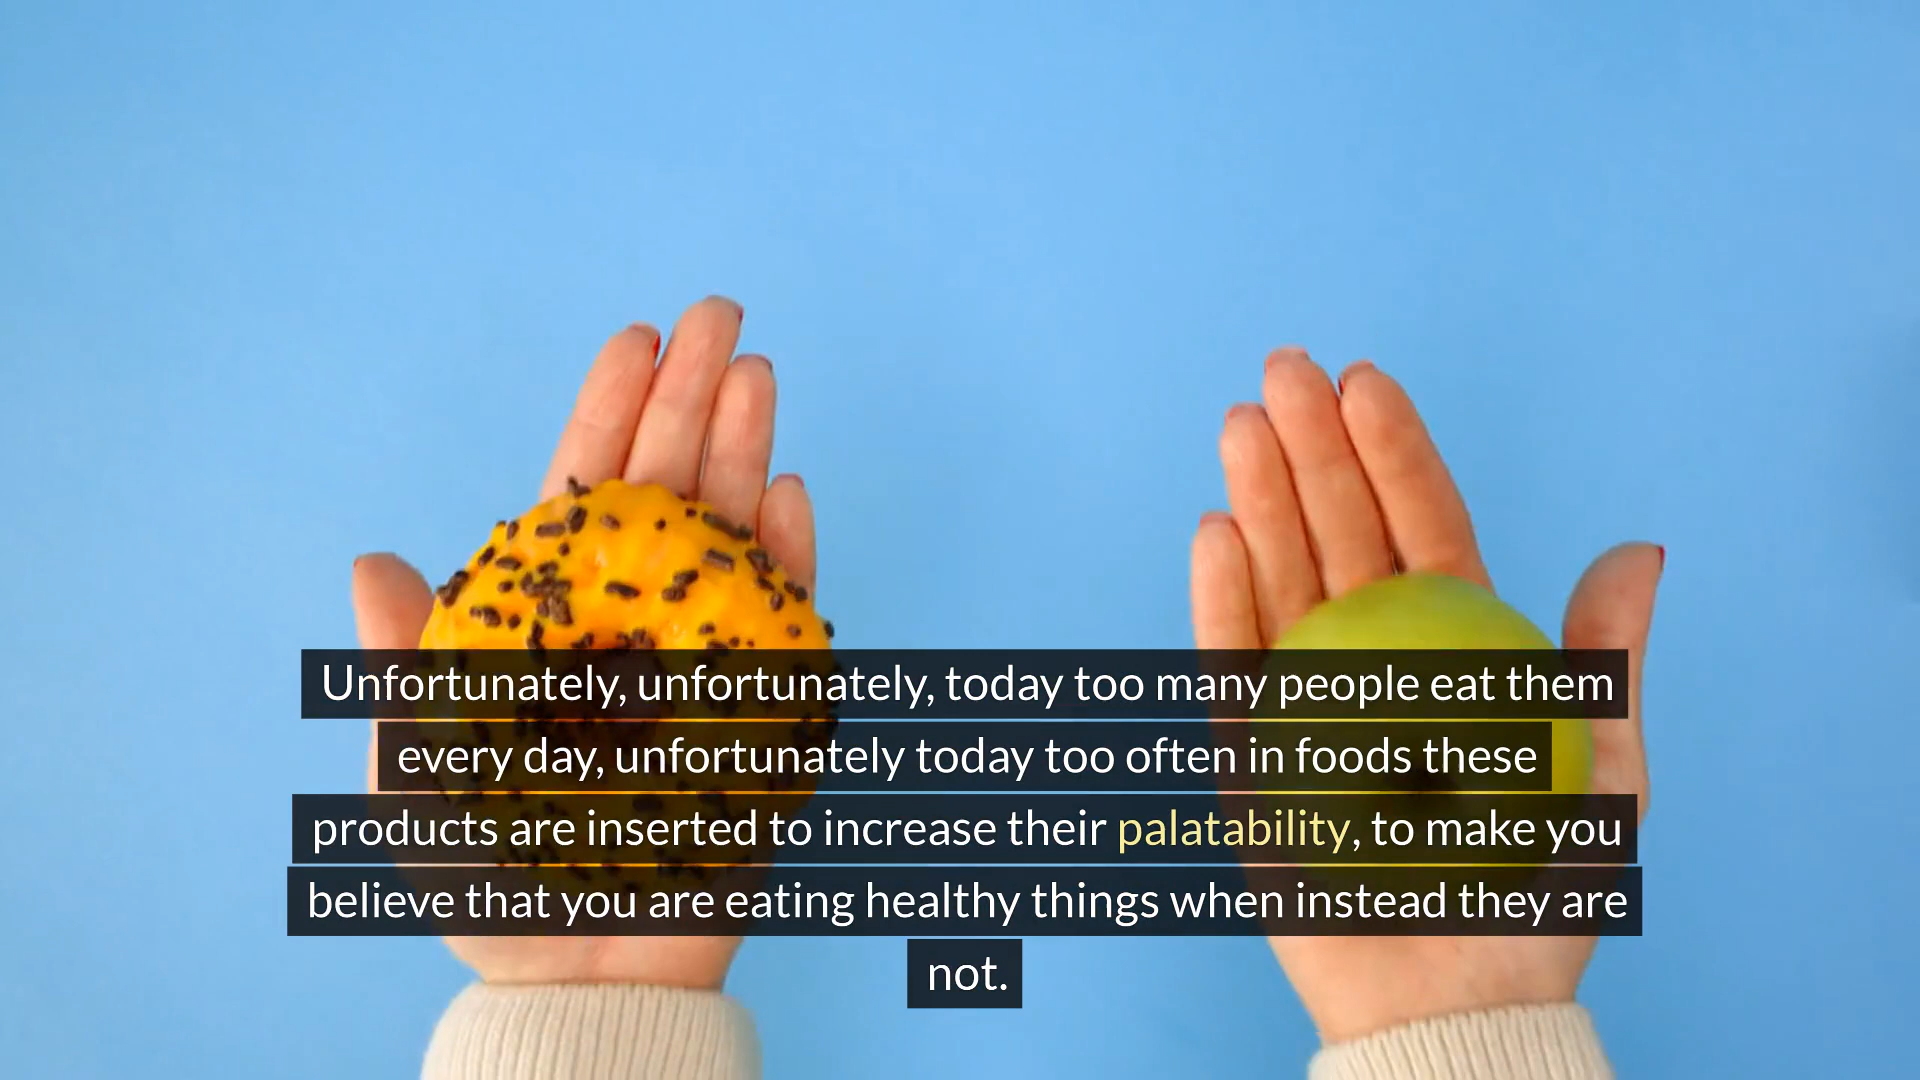 Unfortunately, unfortunately, today too many people eat them
every day, unfortunately today too often in foods these
products are inserted to increase their palatability, to make you
believe that you are eating healthy things when instead they are
not.